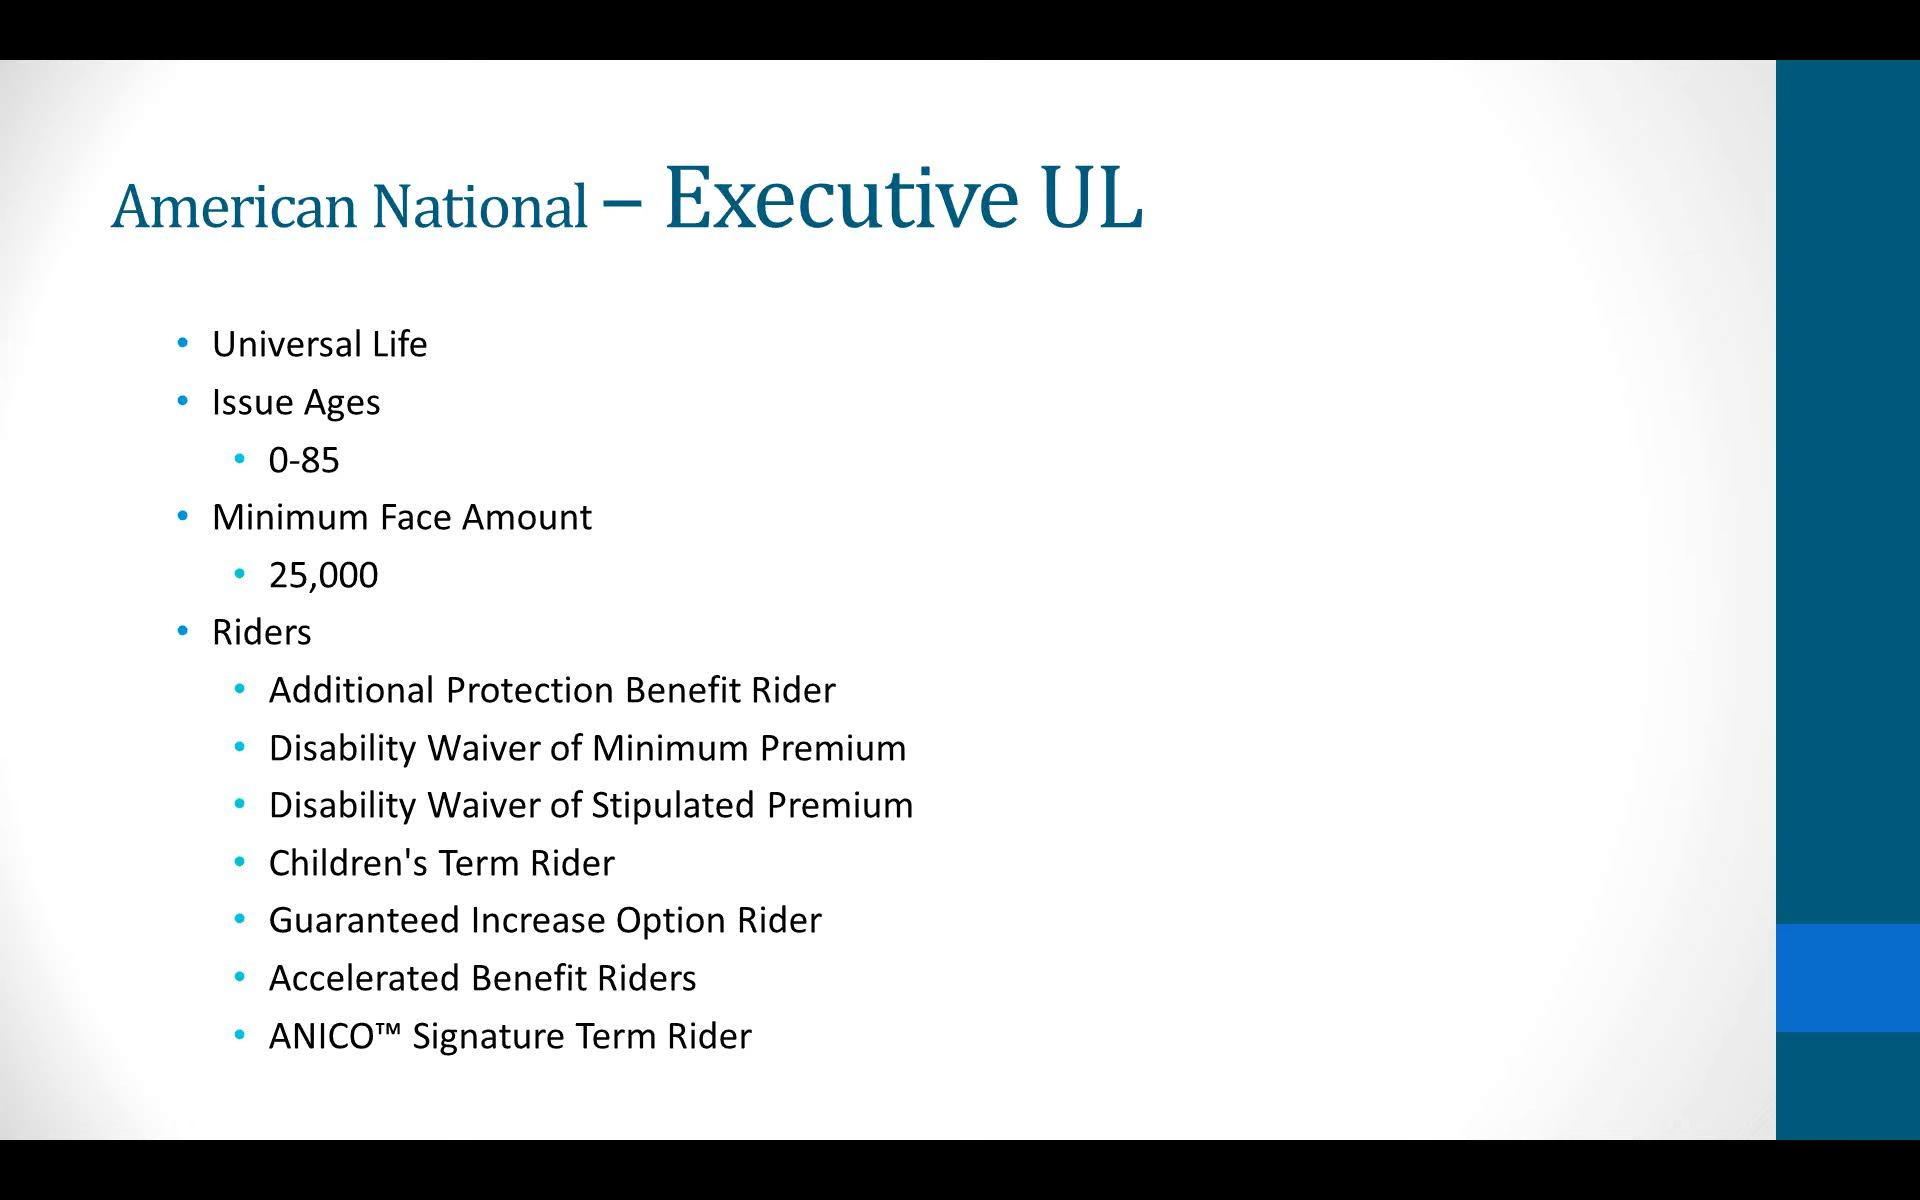 American National – Executive UL
• Universal Life
• Issue Ages
• 0-85
• Minimum Face Amount
• 25,000
• Riders
• Additional Protection Benefit Rider
• Disability Waiver of Minimum Premium
• Disability Waiver of Stipulated Premium
• Children's Term Rider
• Guaranteed Increase Option Rider
• Accelerated Benefit Riders
• ANICO™ Signature Term Rider